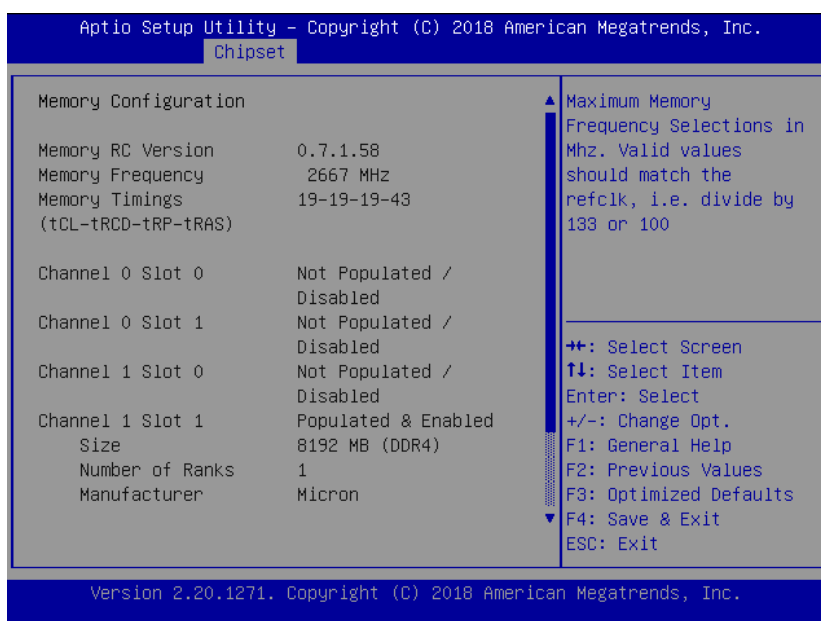 Aptio Setup Utility – Copyright (C) 2018 American Megatrends, Inc.
Chipset
Memory Configuration
Memory RC Version 0.7.1.58
Memory Frequency 2667 MHz
Memory Timings 19-19-19-43
(tCL-tRCD-tRP-tRAS)
Channel 0 Slot 0 Not Populated /
Disabled
Channel 0 Slot 1 Not Populated /
Disabled
Channel 1 Slot 0 Not Populated /
Disabled
Channel 1 Slot 1 Populated & Enabled
Size 8192 MB (DDR4)
Number of Ranks 1
Manufacturer Micron
Maximum Memory
Frequency Selections in
Mhz. Valid values
should match the
refclk, i.e. divide by
133 or 100
→←: Select Screen
↑↓: Select Item
Enter: Select
+/-: Change Opt.
F1: General Help
F2: Previous Values
F3: Optimized Defaults
F4: Save & Exit
ESC: Exit
Version 2.20.1271. Copyright (C) 2018 American Megatrends, Inc.